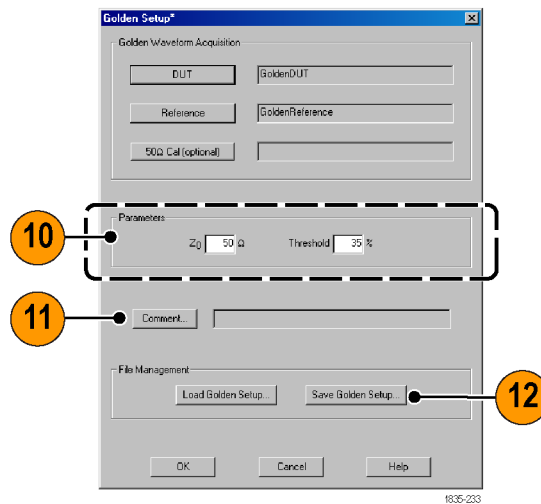 Golden Setup*
Golden Waveform Acquisition
DUT GoldenDUT
Reference GoldenReference
50Ω Cal (optional)
Parameters
10
Z0 50 Ω Threshold 35 %
11
Comment...
File Management
Load Golden Setup... Save Golden Setup...
12
OK Cancel Help
1835-233